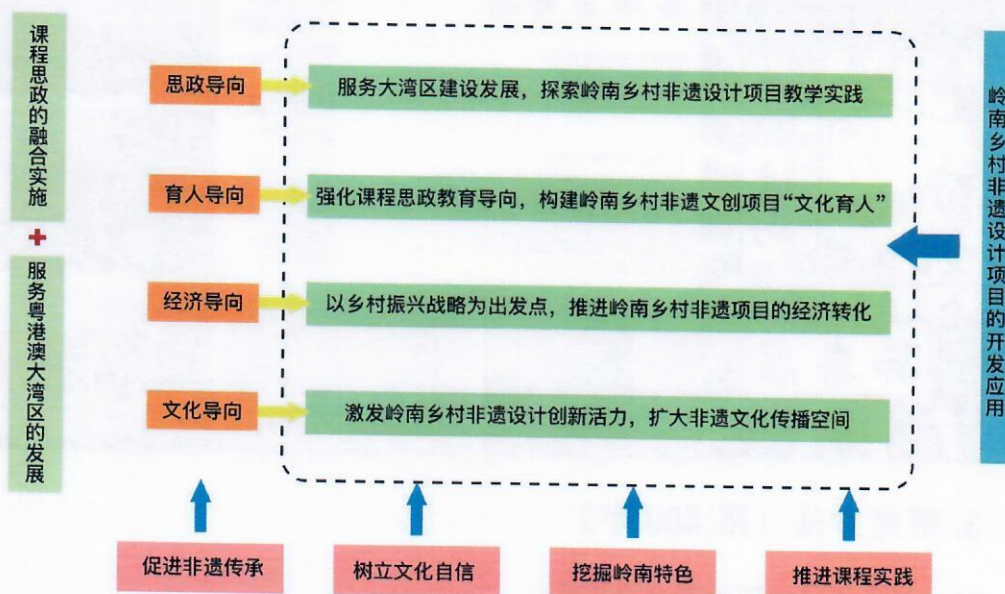 课程思政的融合实施
+
服务粤港澳大湾区的发展
思政导向
服务大湾区建设发展，探索岭南乡村非遗设计项目教学实践
育人导向
强化课程思政教育导向，构建岭南乡村非遗文创项目“文化育人”
经济导向
以乡村振兴战略为出发点，推进岭南乡村非遗项目的经济转化
文化导向
激发岭南乡村非遗设计创新活力，扩大非遗文化传播空间
岭南乡村非遗设计项目的开发应用
促进非遗传承
树立文化自信
挖掘岭南特色
推进课程实践